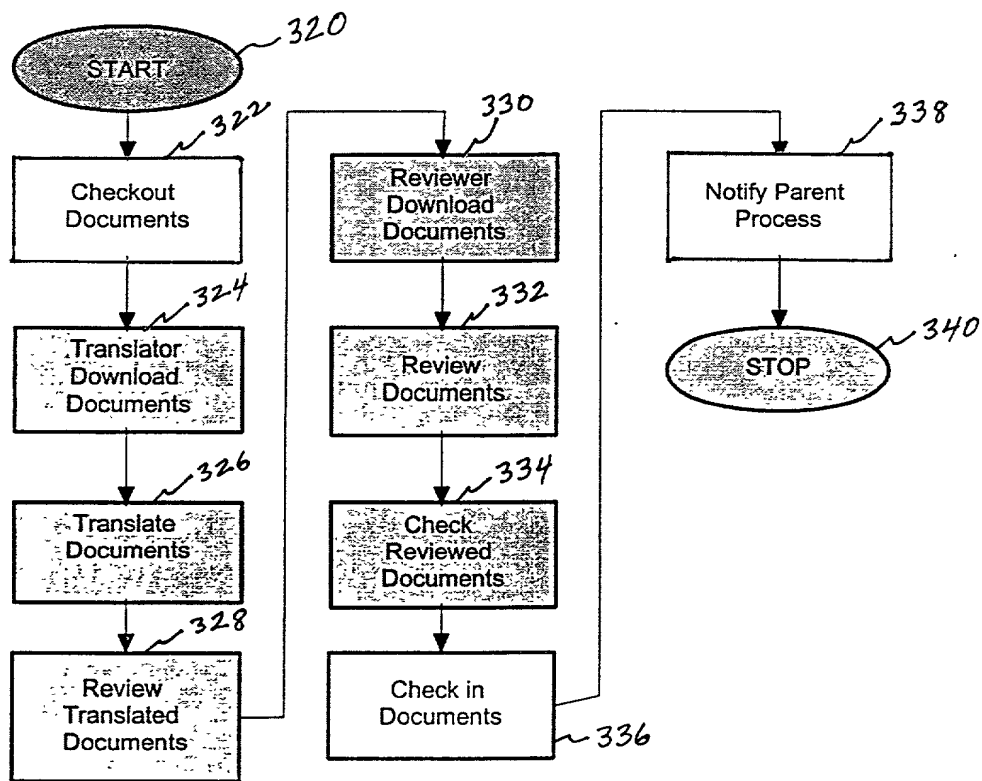 320
START
322
Checkout
Documents
324
Translator
Download
Documents
326
Translate
Documents
328
Review
Translated
Documents
330
Reviewer
Download
Documents
332
Review
Documents
334
Check
Reviewed
Documents
Check in
Documents
336
338
Notify Parent
Process
340
STOP